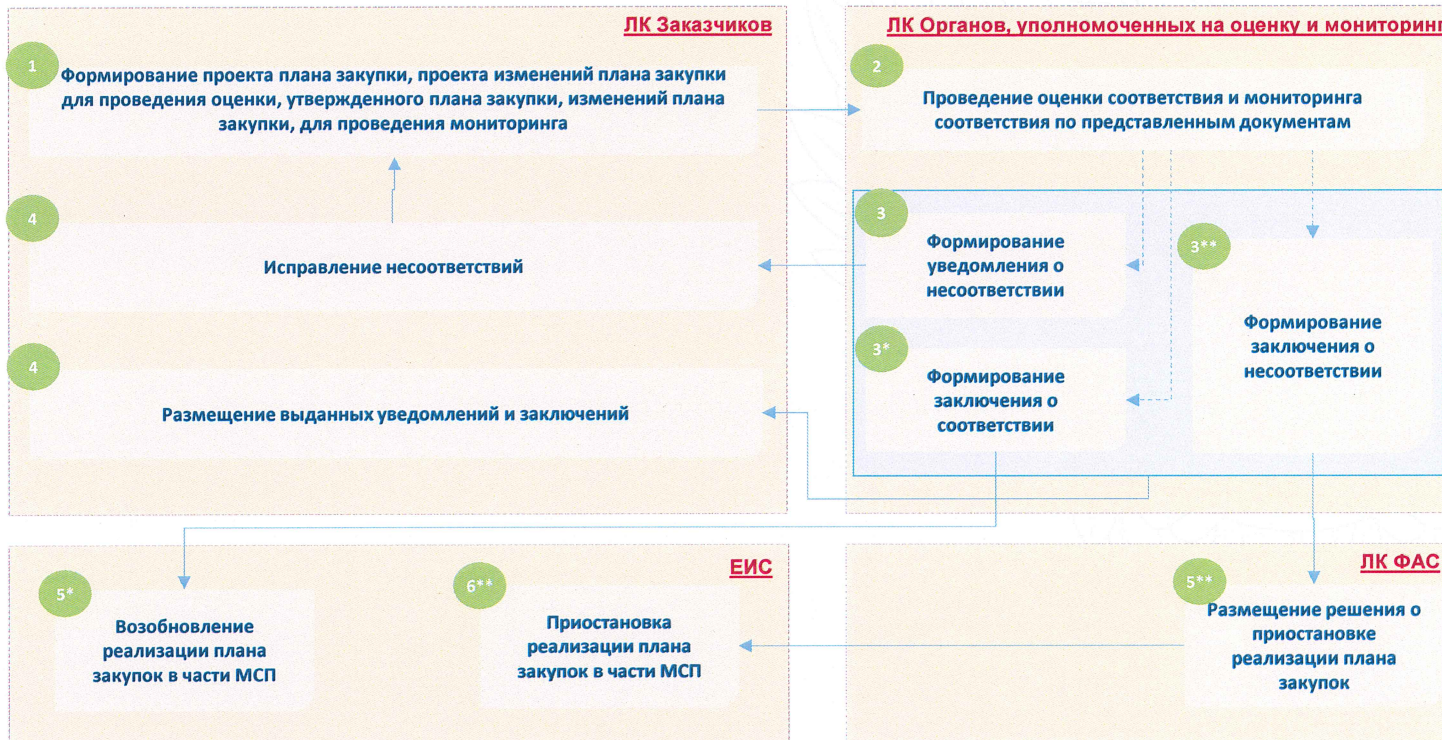 ЛК Заказчиков
1
Формирование проекта плана закупки, проекта изменений плана закупки
для проведения оценки, утвержденного плана закупки, изменений плана
закупки, для проведения мониторинга
4
Исправление несоответствий
4
Размещение выданных уведомлений и заключений
ЛК Органов, уполномоченных на оценку и мониторинг
2
Проведение оценки соответствия и мониторинга
соответствия по представленным документам
3
Формирование
уведомления о
несоответствии
3*
Формирование
заключения о
соответствии
3**
Формирование
заключения о
несоответствии
ЕИС
5*
Возобновление
реализации плана
закупок в части МСП
6**
Приостановка
реализации плана
закупок в части МСП
ЛК ФАС
5**
Размещение решения о
приостановке
реализации плана
закупок